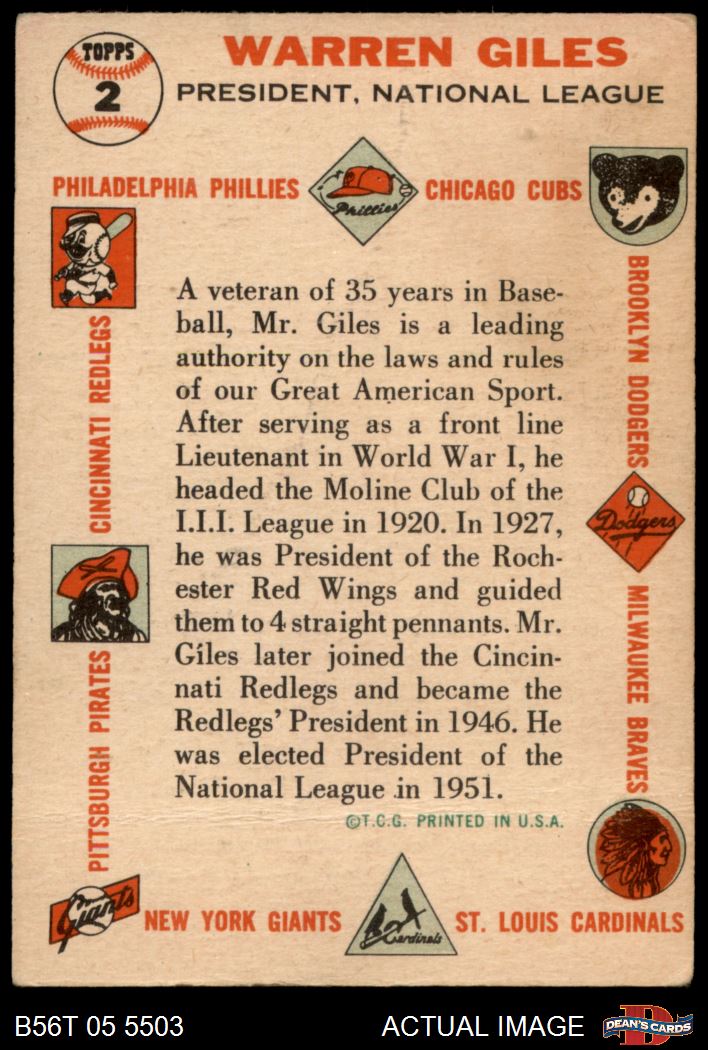 TOPPS
2
WARREN GILES
PRESIDENT, NATIONAL LEAGUE
PHILADELPHIA PHILLIES
Phillies
CHICAGO CUBS
BROOKLYN DODGERS
Dodgers
MILWAUKEE BRAVES
CINCINNATI REDLEGS
PITTSBURGH PIRATES
A veteran of 35 years in Base-
ball, Mr. Giles is a leading
authority on the laws and rules
of our Great American Sport.
After serving as a front line
Lieutenant in World War I, he
headed the Moline Club of the
I.I.I. League in 1920. In 1927,
he was President of the Roch-
ester Red Wings and guided
them to 4 straight pennants. Mr.
Giles later joined the Cincin-
nati Redlegs and became the
Redlegs' President in 1946. He
was elected President of the
National League in 1951.
©T.C.G. PRINTED IN U.S.A.
Giants
NEW YORK GIANTS
Cardinals
ST. LOUIS CARDINALS
B56T 05 5503
ACTUAL IMAGE
D
DEAN'S CARDS